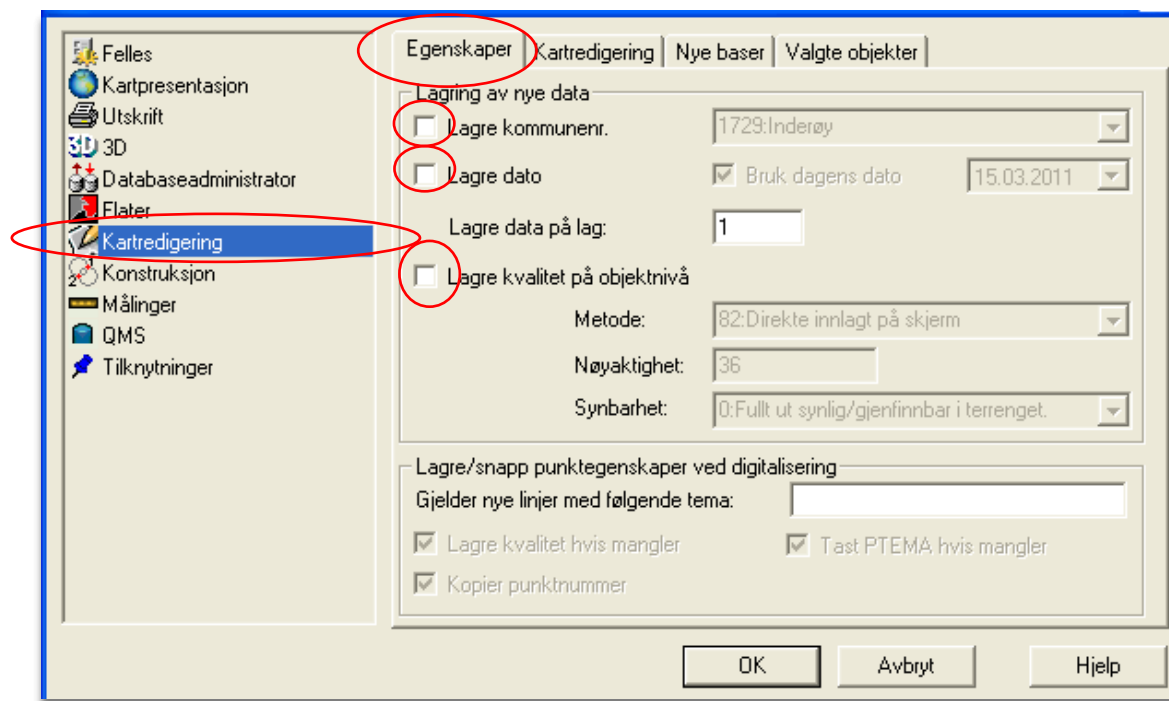 Felles
Kartpresentasjon
Utskrift
3D 3D
Databaseadministrator
Flater
Kartredigering
Konstruksjon
Målinger
QMS
Tilknytninger
Egenskaper Kartredigering Nye baser Valgte objekter
Lagring av nye data
Lagre kommunenr. 1729:Inderøy
Lagre dato Bruk dagens dato 15.03.2011
Lagre data på lag: 1
Lagre kvalitet på objektnivå
Metode: 82:Direkte innlagt på skjerm
Nøyaktighet: 36
Synbarhet: 0:Fullt ut synlig/gjenfinnbar i terrenget.
Lagre/snapp punktegenskaper ved digitalisering
Gjelder nye linjer med følgende tema:
Lagre kvalitet hvis mangler Tast PTEMA hvis mangler
Kopier punktnummer
OK Avbryt Hjelp